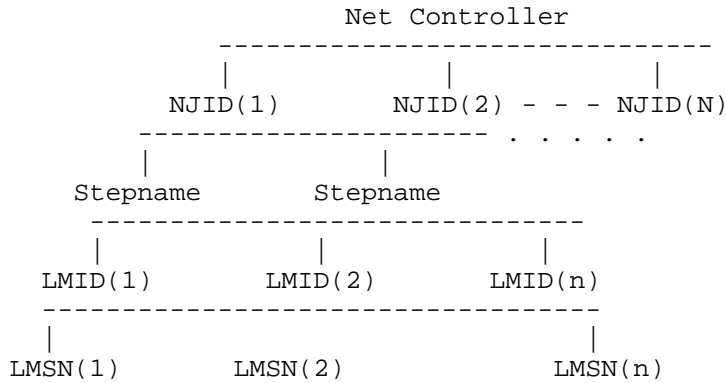 Net Controller
-------------------------------
| | |
NJID(1) NJID(2) - - - NJID(N)
---------------------- . . . . .
| |
Stepname Stepname
-------------------------------
| | |
LMID(1) LMID(2) LMID(n)
-----------------------------------
| |
LMSN(1) LMSN(2) LMSN(n)